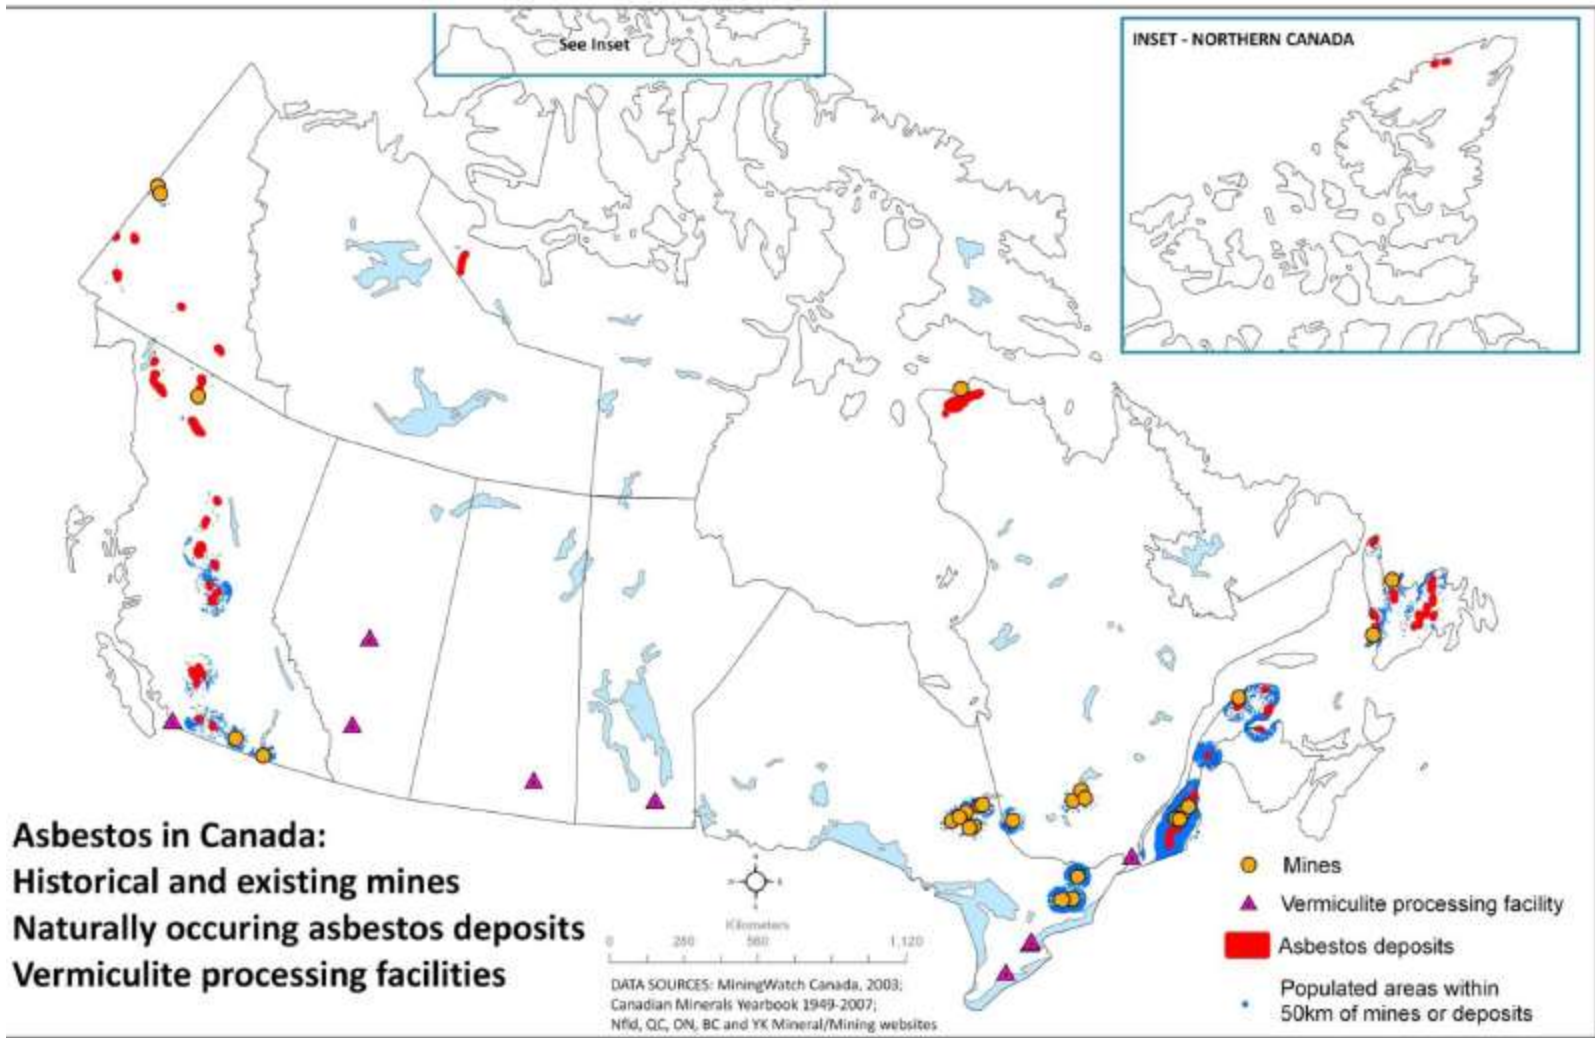 See Inset
INSET - NORTHERN CANADA
Asbestos in Canada:
Historical and existing mines
Naturally occuring asbestos deposits
Vermiculite processing facilities
Kilometers
0 280 560 1,120
DATA SOURCES: MiningWatch Canada, 2003;
Canadian Minerals Yearbook 1949-2007;
Nfld, QC, ON, BC and YK Mineral/Mining websites
Mines
Vermiculite processing facility
Asbestos deposits
Populated areas within
50km of mines or deposits